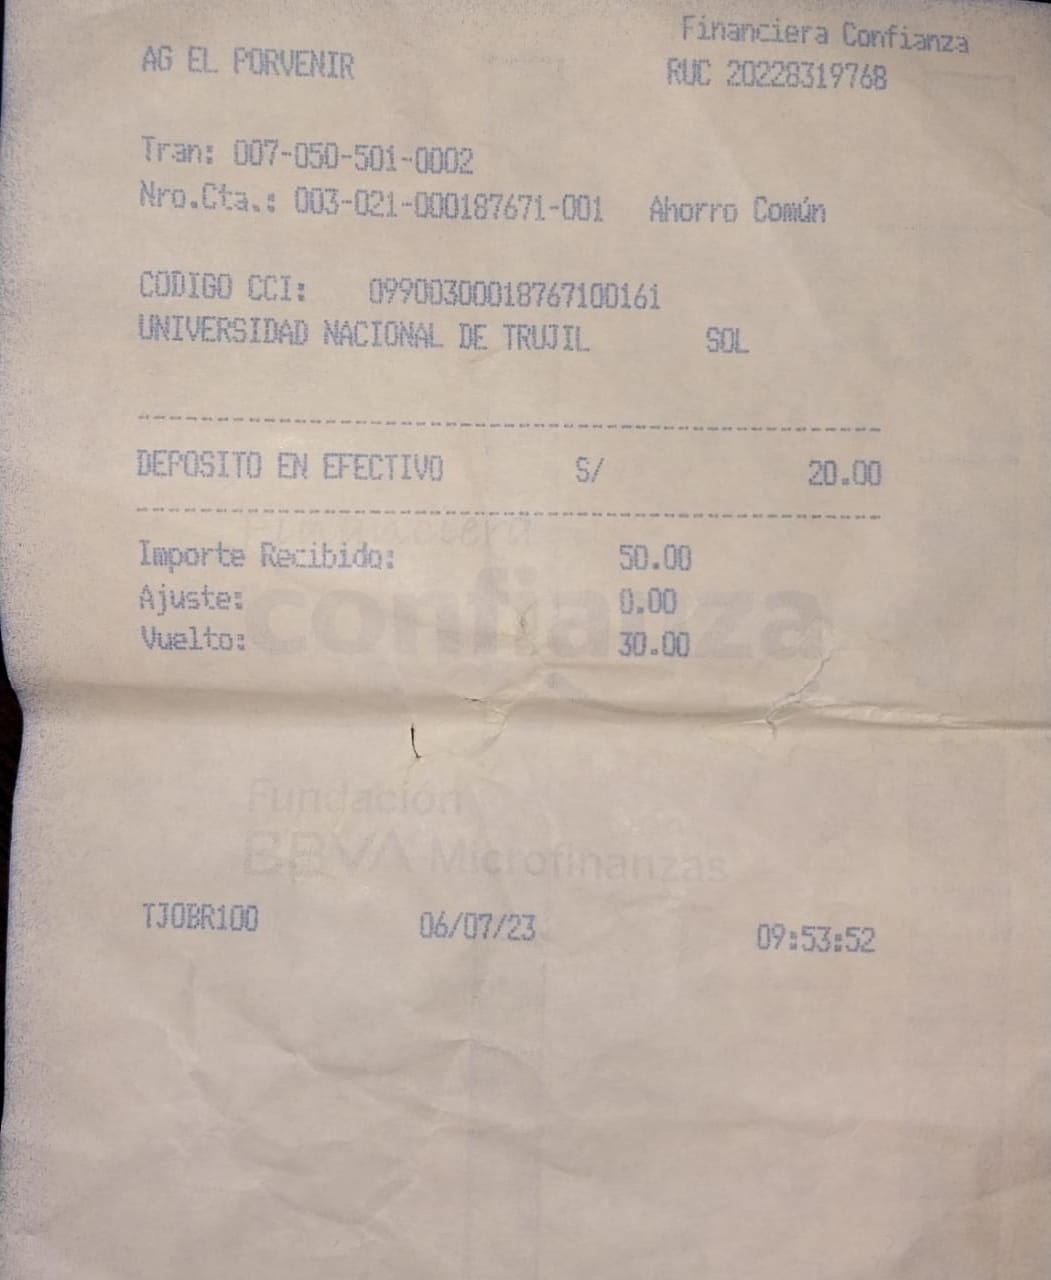 Financiera Confianza
AG EL PORVENIR
RUC 20228319768
Tran: 007-050-501-0002
Nro.Cta.: 003-021-000187671-001 Ahorro Común
CODIGO CCI: 09900300018767100161
UNIVERSIDAD NACIONAL DE TRUJIL SOL
DEPOSITO EN EFECTIVO S/ 20.00
Financiera
Importe Recibido: 50.00
Ajuste: 0.00
confianza
Vuelto: 30.00
Fundación
BBVA Microfinanzas
TJOBR100 06/07/23 09:53:52